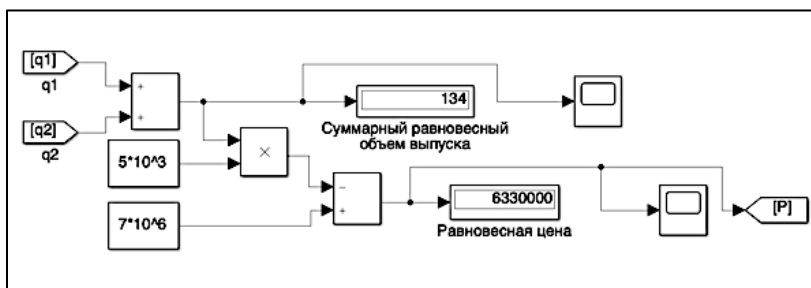 [q1]
q1
+
+
[q2]
q2
134
Суммарный равновесный
объем выпуска
5*10^3
×
−
+
7*10^6
6330000
Равновесная цена
[P]